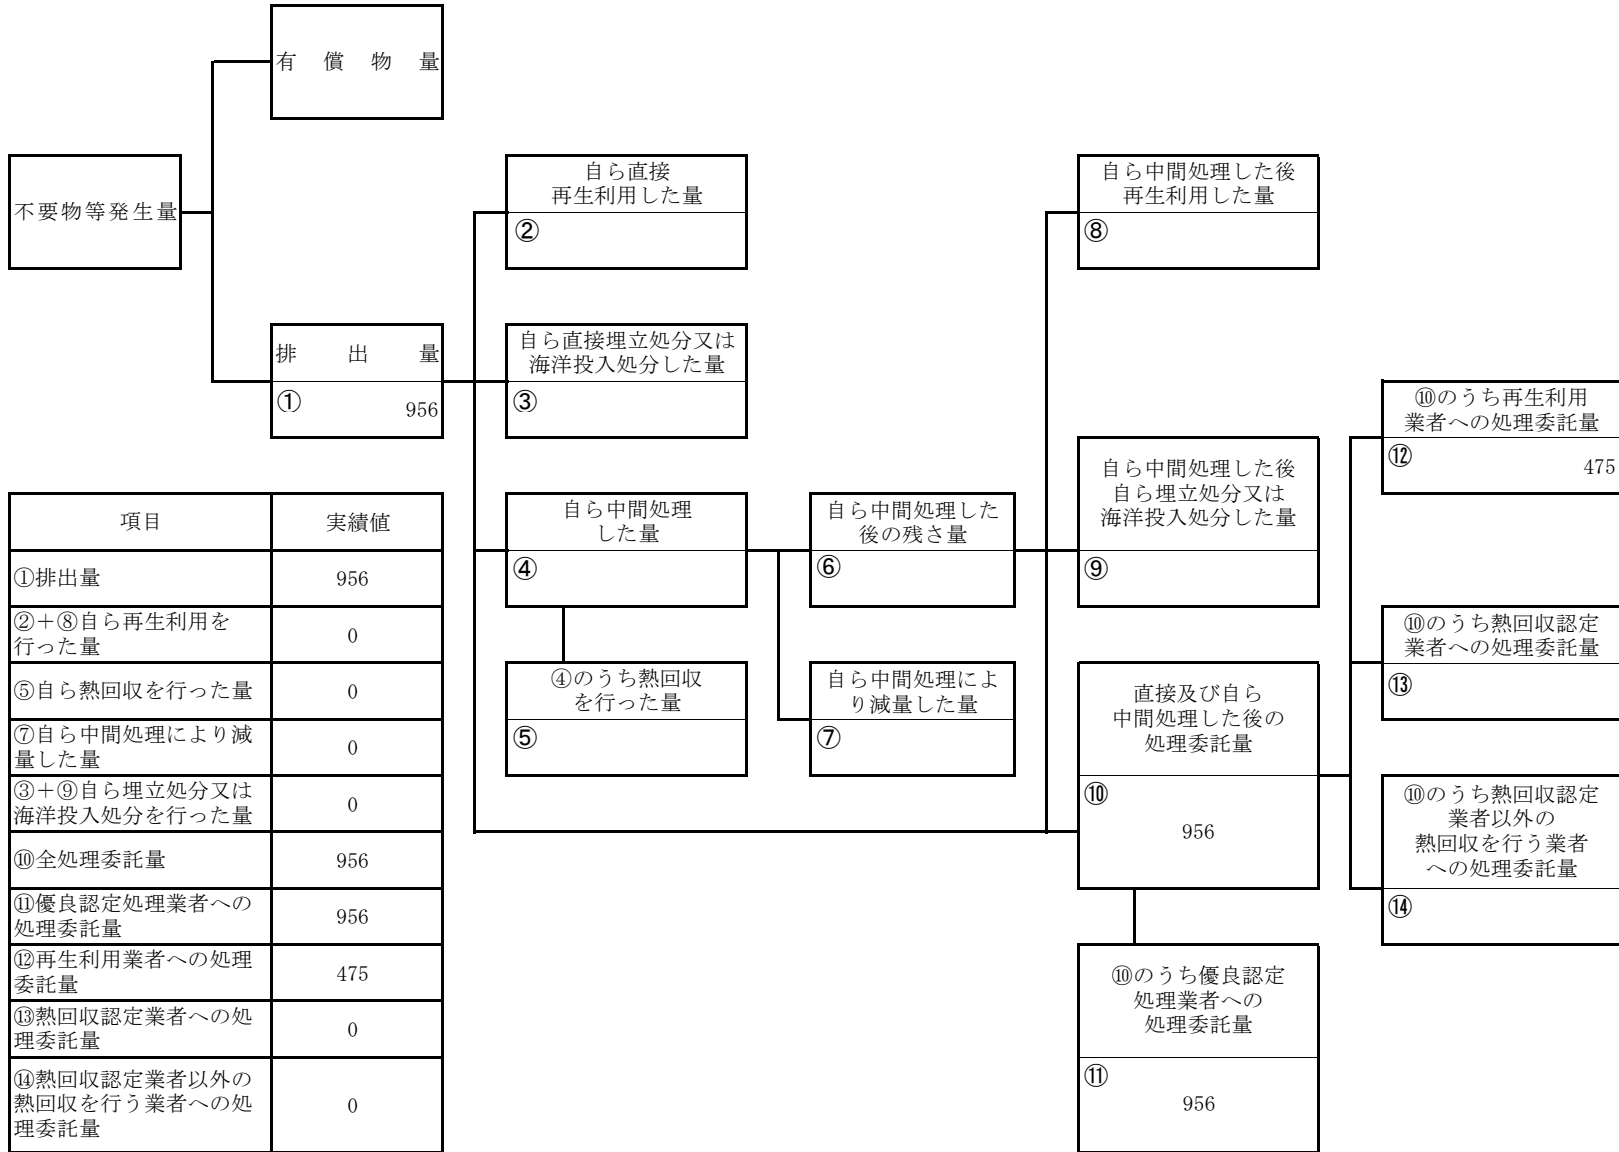 有償物量
不要物等発生量
排出量
①
956
自ら直接
再生利用した量
②
自ら直接埋立処分又は
海洋投入処分した量
③
自ら中間処理
した量
④
④のうち熱回収
を行った量
⑤
自ら中間処理した
後の残さ量
⑥
自ら中間処理によ
り減量した量
⑦
自ら中間処理した後
再生利用した量
⑧
自ら中間処理した後
自ら埋立処分又は
海洋投入処分した量
⑨
直接及び自ら
中間処理した後の
処理委託量
⑩
956
⑩のうち優良認定
処理業者への
処理委託量
⑪
956
⑩のうち再生利用
業者への処理委託量
⑫
475
⑩のうち熱回収認定
業者への処理委託量
⑬
⑩のうち熱回収認定
業者以外の
熱回収を行う業者
への処理委託量
⑭
項目 実績値
①排出量 956
②+⑧自ら再生利用を
行った量 0
⑤自ら熱回収を行った量 0
⑦自ら中間処理により減
量した量 0
③+⑨自ら埋立処分又は
海洋投入処分を行った量 0
⑩全処理委託量 956
⑪優良認定処理業者への
処理委託量 956
⑫再生利用業者への処理
委託量 475
⑬熱回収認定業者への処
理委託量 0
⑭熱回収認定業者以外の
熱回収を行う業者への処
理委託量 0